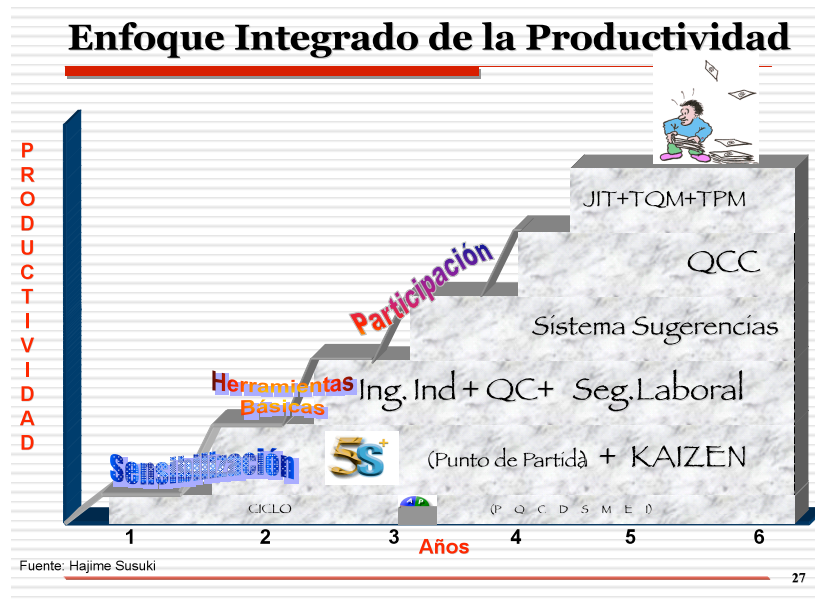 Enfoque Integrado de la Productividad
PRODUCTIVIDAD
JIT+TQM+TPM
QCC
Participación
Sistema Sugerencias
Herramientas
Básicas
Ing. Ind + QC+ Seg.Laboral
Sensibilización
5s+
(Punto de Partida) + KAIZEN
CICLO
A P
(P Q C D S M E I)
1 2 3 4 5 6
Años
Fuente: Hajime Susuki
27